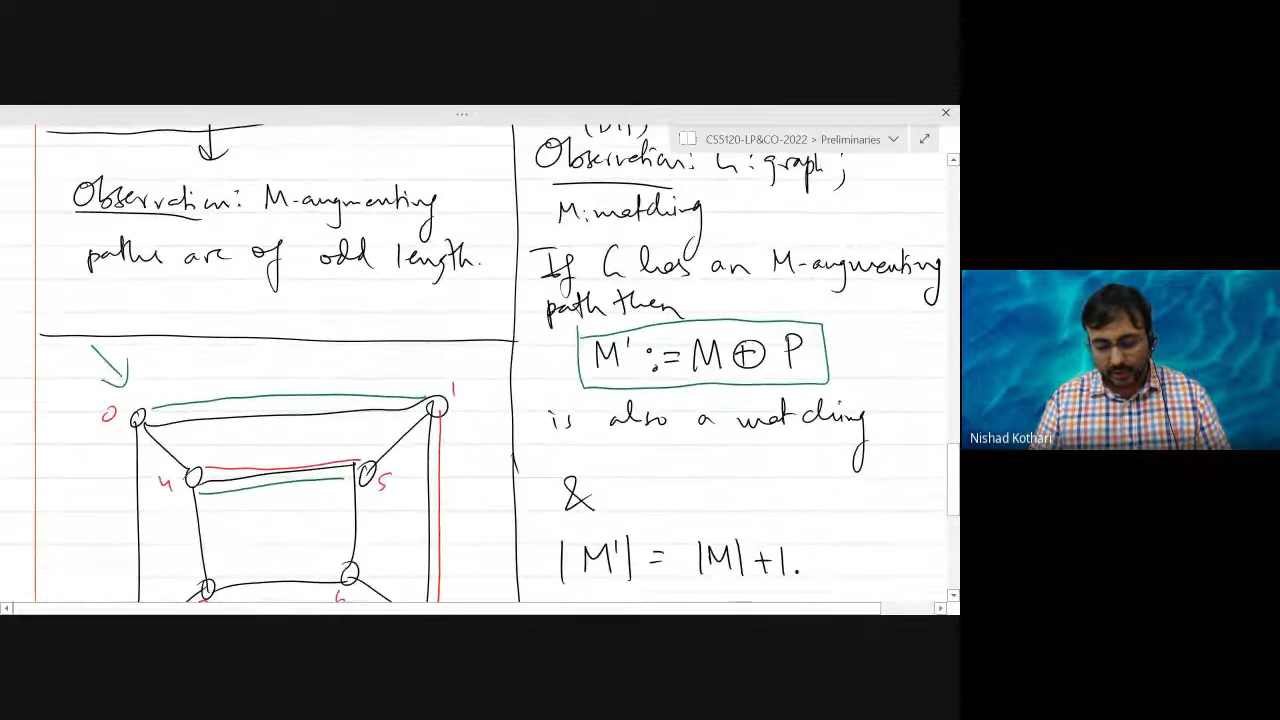 CS5120-LP&CO-2022 > Preliminaries
Observation: M-augmenting
paths are of odd length.
0
1
4
5
6
Observation: G: graph;
M: matching
If G has an M-augmenting
path then
M' := M ⊕ P
is also a matching
&
|M'| = |M| + 1.
Nishad Kothari